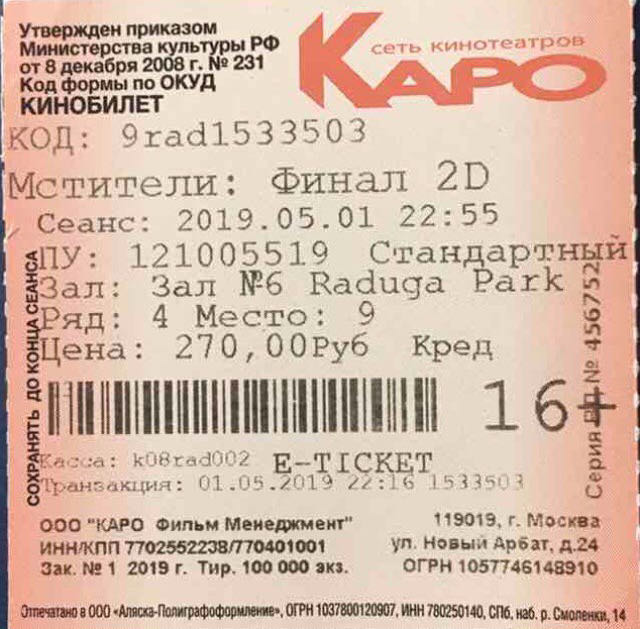 Утвержден приказом
Министерства культуры РФ
от 8 декабря 2008 г. № 231
Код формы по ОКУД
КИНОБИЛЕТ
сеть кинотеатров
КАРО
КОД: 9rad1533503
Мстители: Финал 2D
Сеанс: 2019.05.01 22:55
ПУ: 121005519 Стандартный
Зал: Зал №6 Raduga Park
Ряд: 4 Место: 9
Цена: 270,00Руб Кред
16+
Касса: k08rad002 E-TICKET
Транзакция: 01.05.2019 22:16 1533503
СОХРАНЯТЬ ДО КОНЦА СЕАНСА
Серия № 456752
ООО "КАРО Фильм Менеджмент"
ИНН/КПП 7702552238/770401001
Зак. № 1 2019 г. Тир. 100 000 экз.
119019, г. Москва
ул. Новый Арбат, д.24
ОГРН 1057746148910
Отпечатано в ООО «Аляска-Полиграфоформление», ОГРН 1037800120907, ИНН 780250140, СПб, наб. р. Смоленки, 14